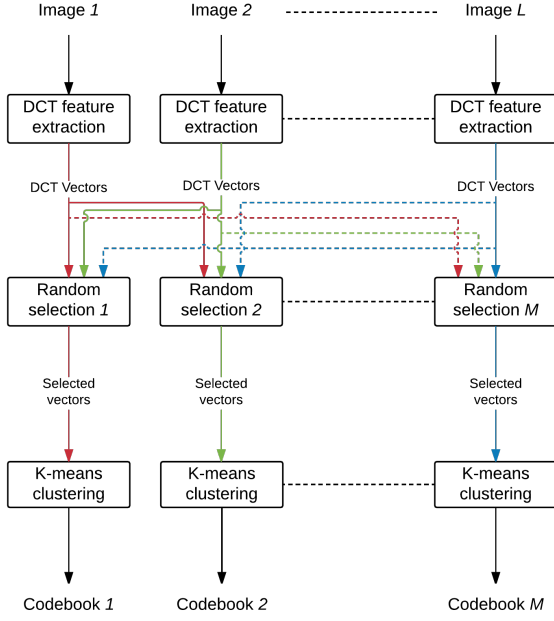 Image 1
Image 2
Image L
DCT feature
extraction
DCT feature
extraction
DCT feature
extraction
DCT Vectors
DCT Vectors
DCT Vectors
Random
selection 1
Random
selection 2
Random
selection M
Selected
vectors
Selected
vectors
Selected
vectors
K-means
clustering
K-means
clustering
K-means
clustering
Codebook 1
Codebook 2
Codebook M